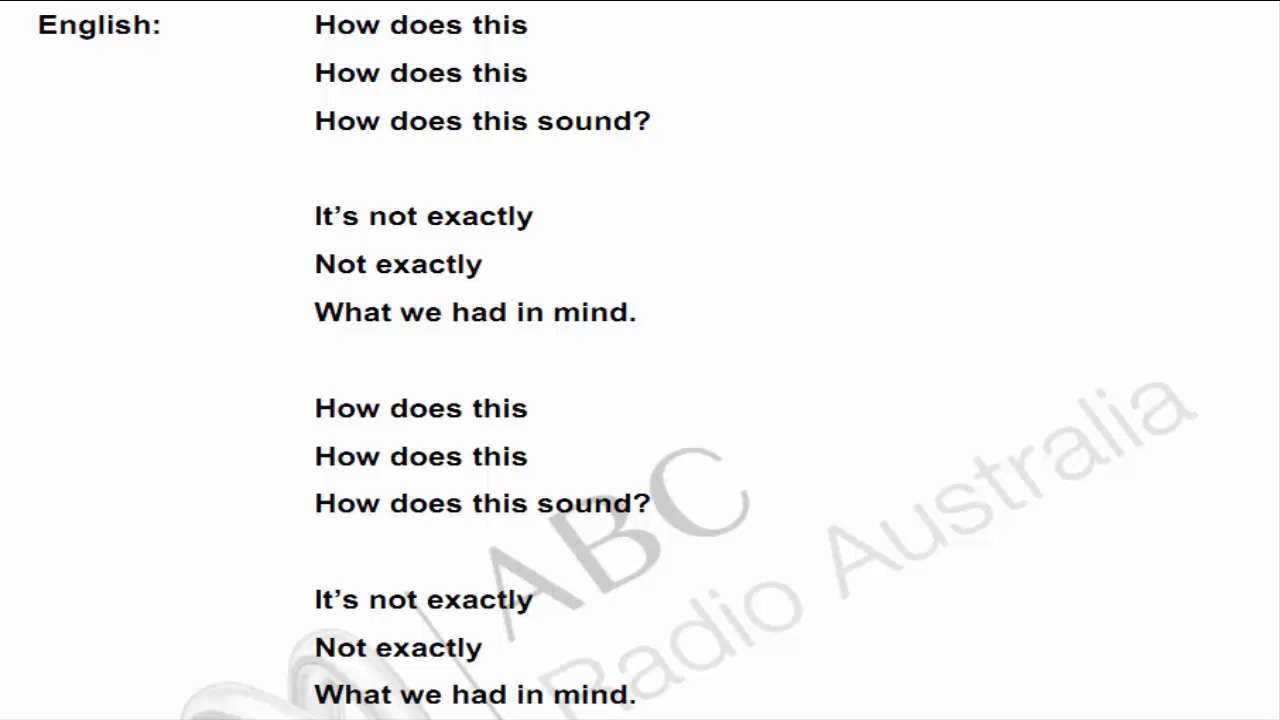 English: How does this
How does this
How does this sound?
It’s not exactly
Not exactly
What we had in mind.
How does this
How does this
How does this sound?
It’s not exactly
Not exactly
What we had in mind.
ABC
Radio Australia